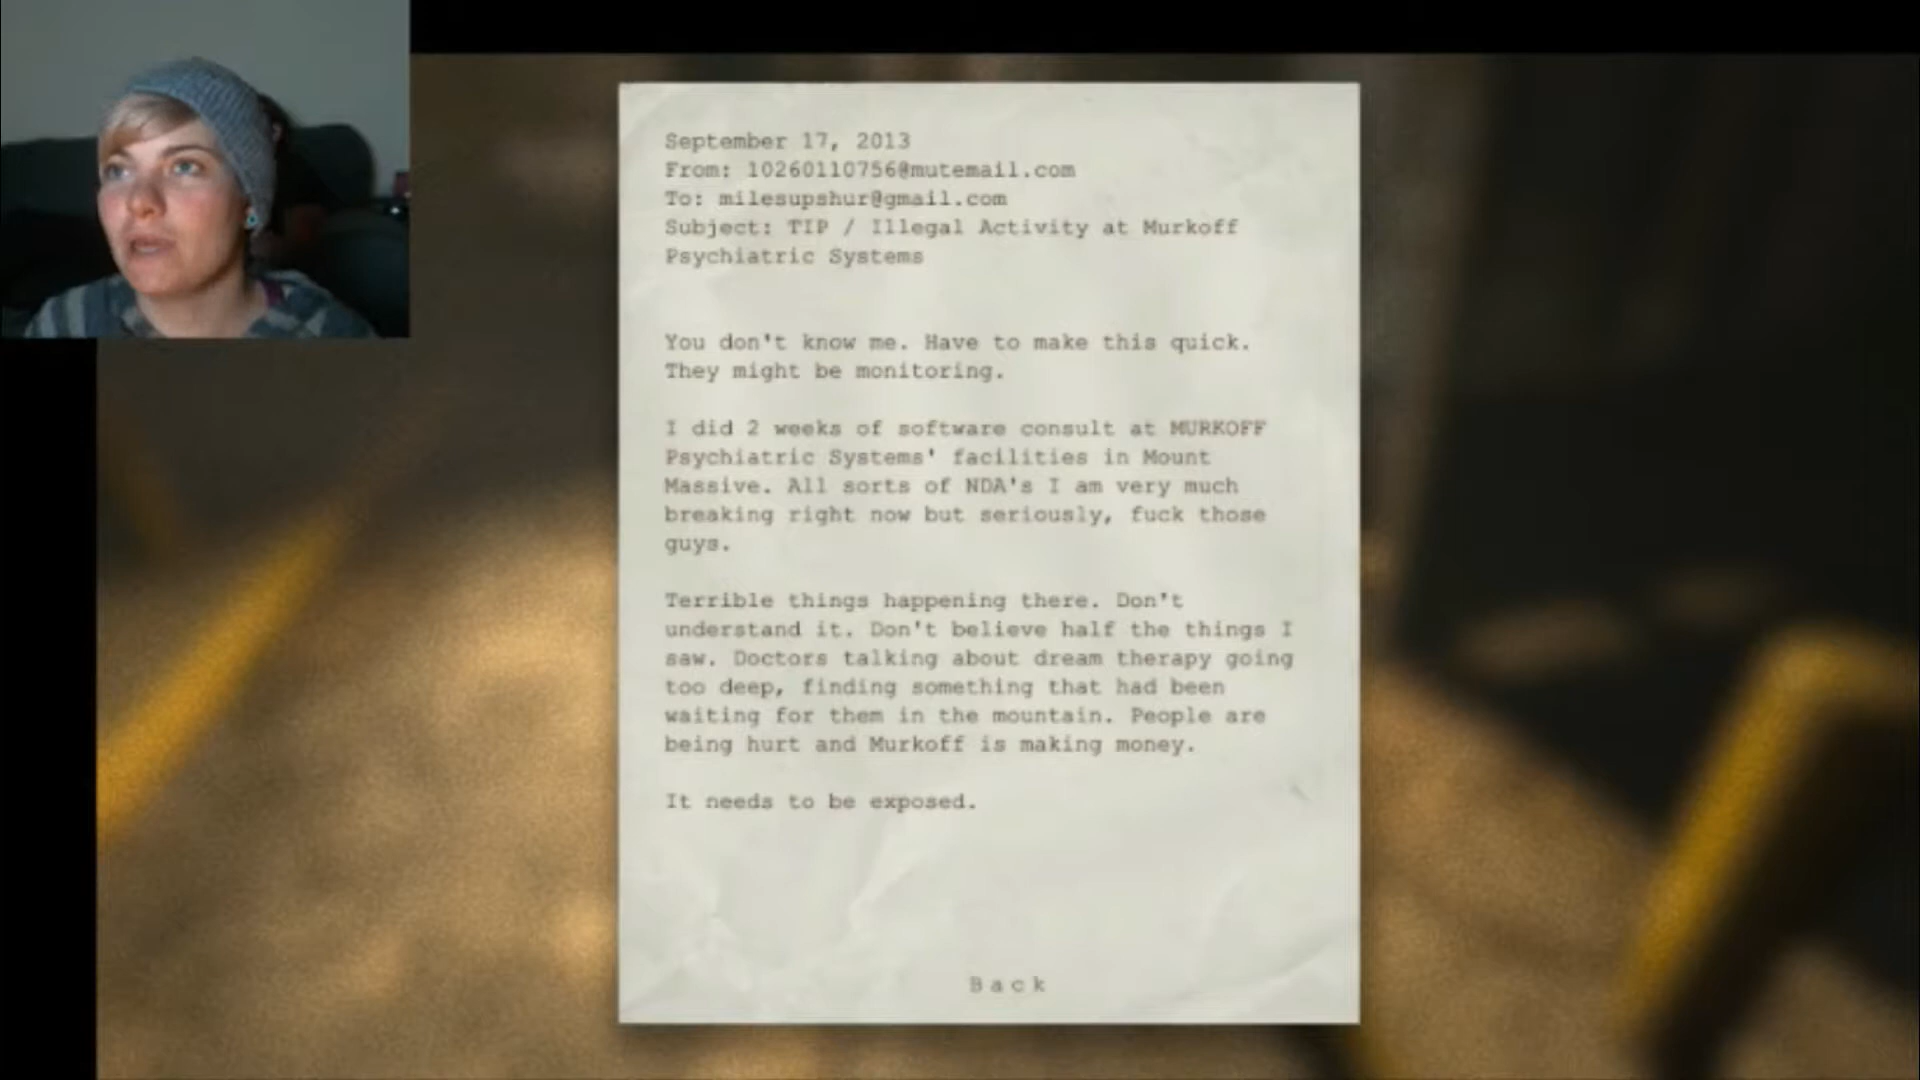 September 17, 2013
From: 10260110756@mutemail.com
To: milesupshur@gmail.com
Subject: TIP / Illegal Activity at Murkoff
Psychiatric Systems
You don't know me. Have to make this quick.
They might be monitoring.
I did 2 weeks of software consult at MURKOFF
Psychiatric Systems' facilities in Mount
Massive. All sorts of NDA's I am very much
breaking right now but seriously, fuck those
guys.
Terrible things happening there. Don't
understand it. Don't believe half the things I
saw. Doctors talking about dream therapy going
too deep, finding something that had been
waiting for them in the mountain. People are
being hurt and Murkoff is making money.
It needs to be exposed.
Back